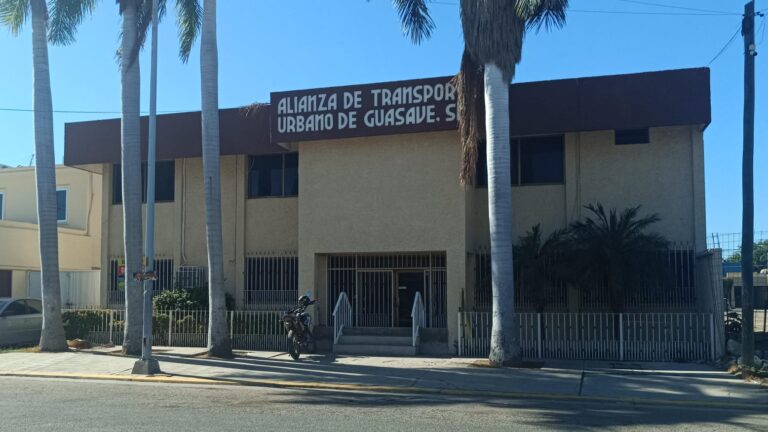 ALIANZA DE TRANSPOR
URBANO DE GUASAVE, S